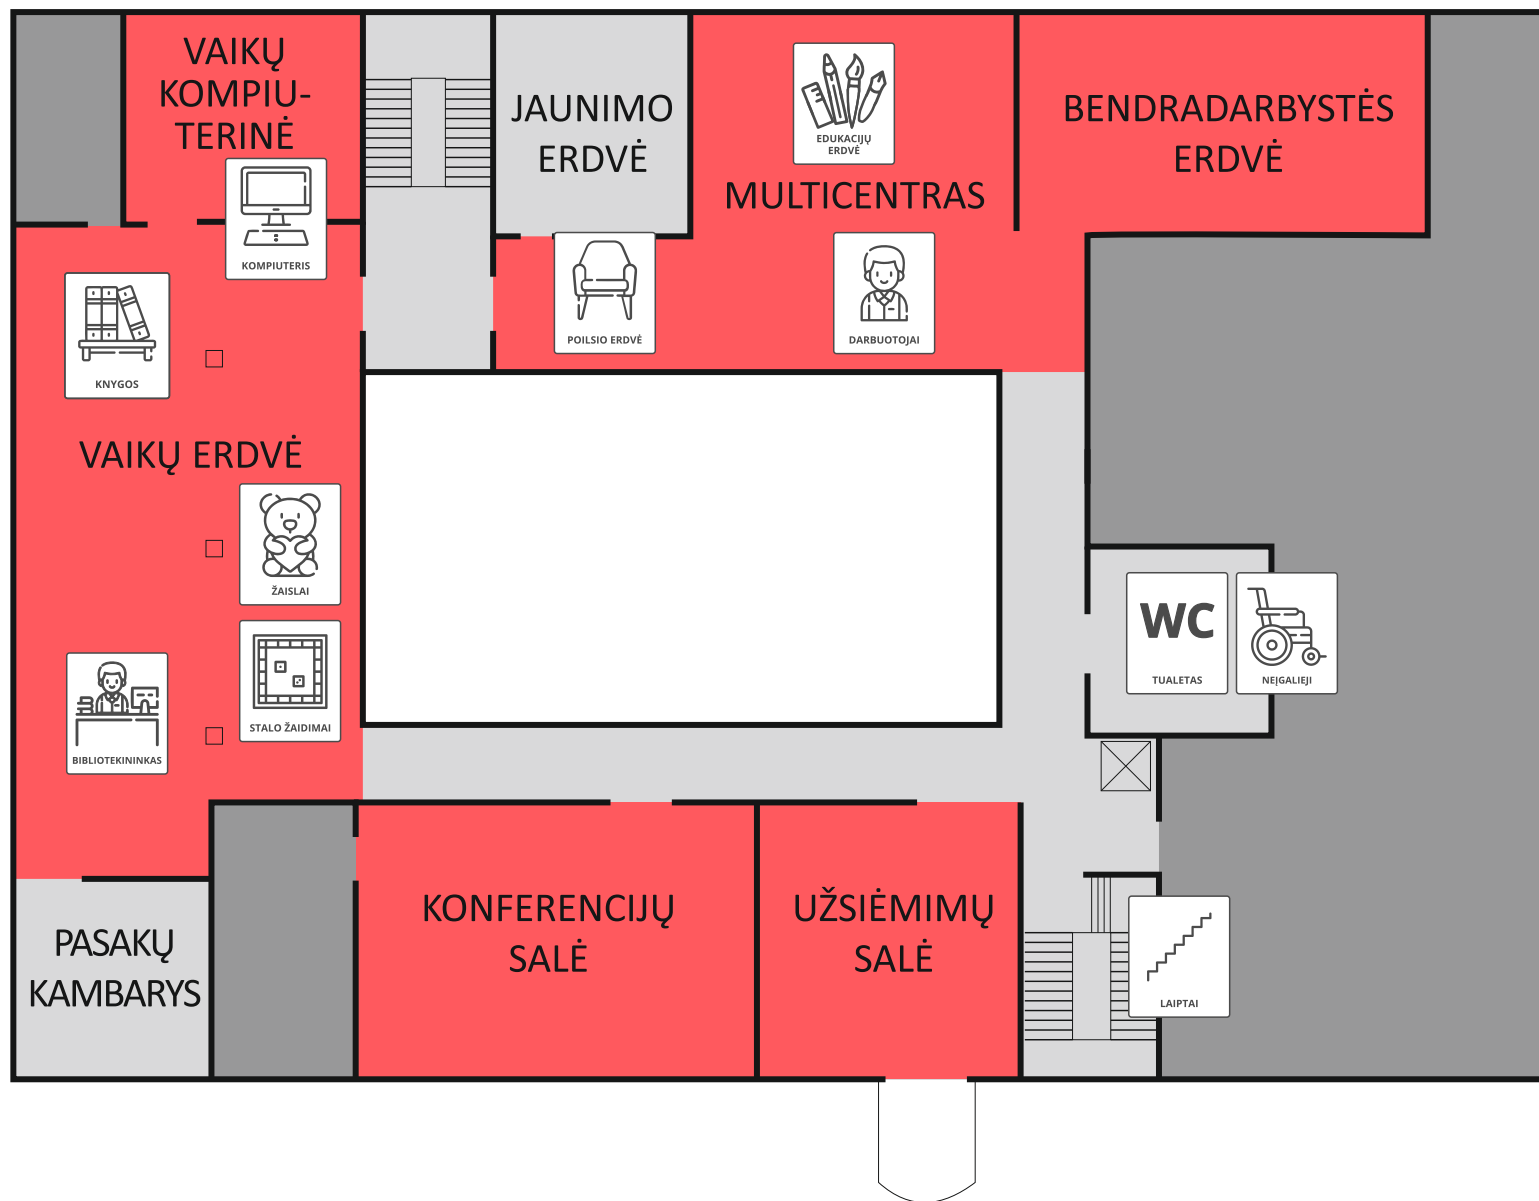 VAIKŲ
KOMPIU-
TERINĖ
KOMPIUTERIS
JAUNIMO
ERDVĖ
EDUKACIJŲ
ERDVĖ
MULTICENTRAS
BENDRADARBYSTĖS
ERDVĖ
POILSIO ERDVĖ
DARBUOTOJAI
KNYGOS
VAIKŲ ERDVĖ
ŽAISLAI
STALO ŽAIDIMAI
BIBLIOTEKININKAS
WC
TUALETAS
NEĮGALIEJI
PASAKŲ
KAMBARYS
KONFERENCIJŲ
SALĖ
UŽSIĖMIMŲ
SALĖ
LAIPTAI